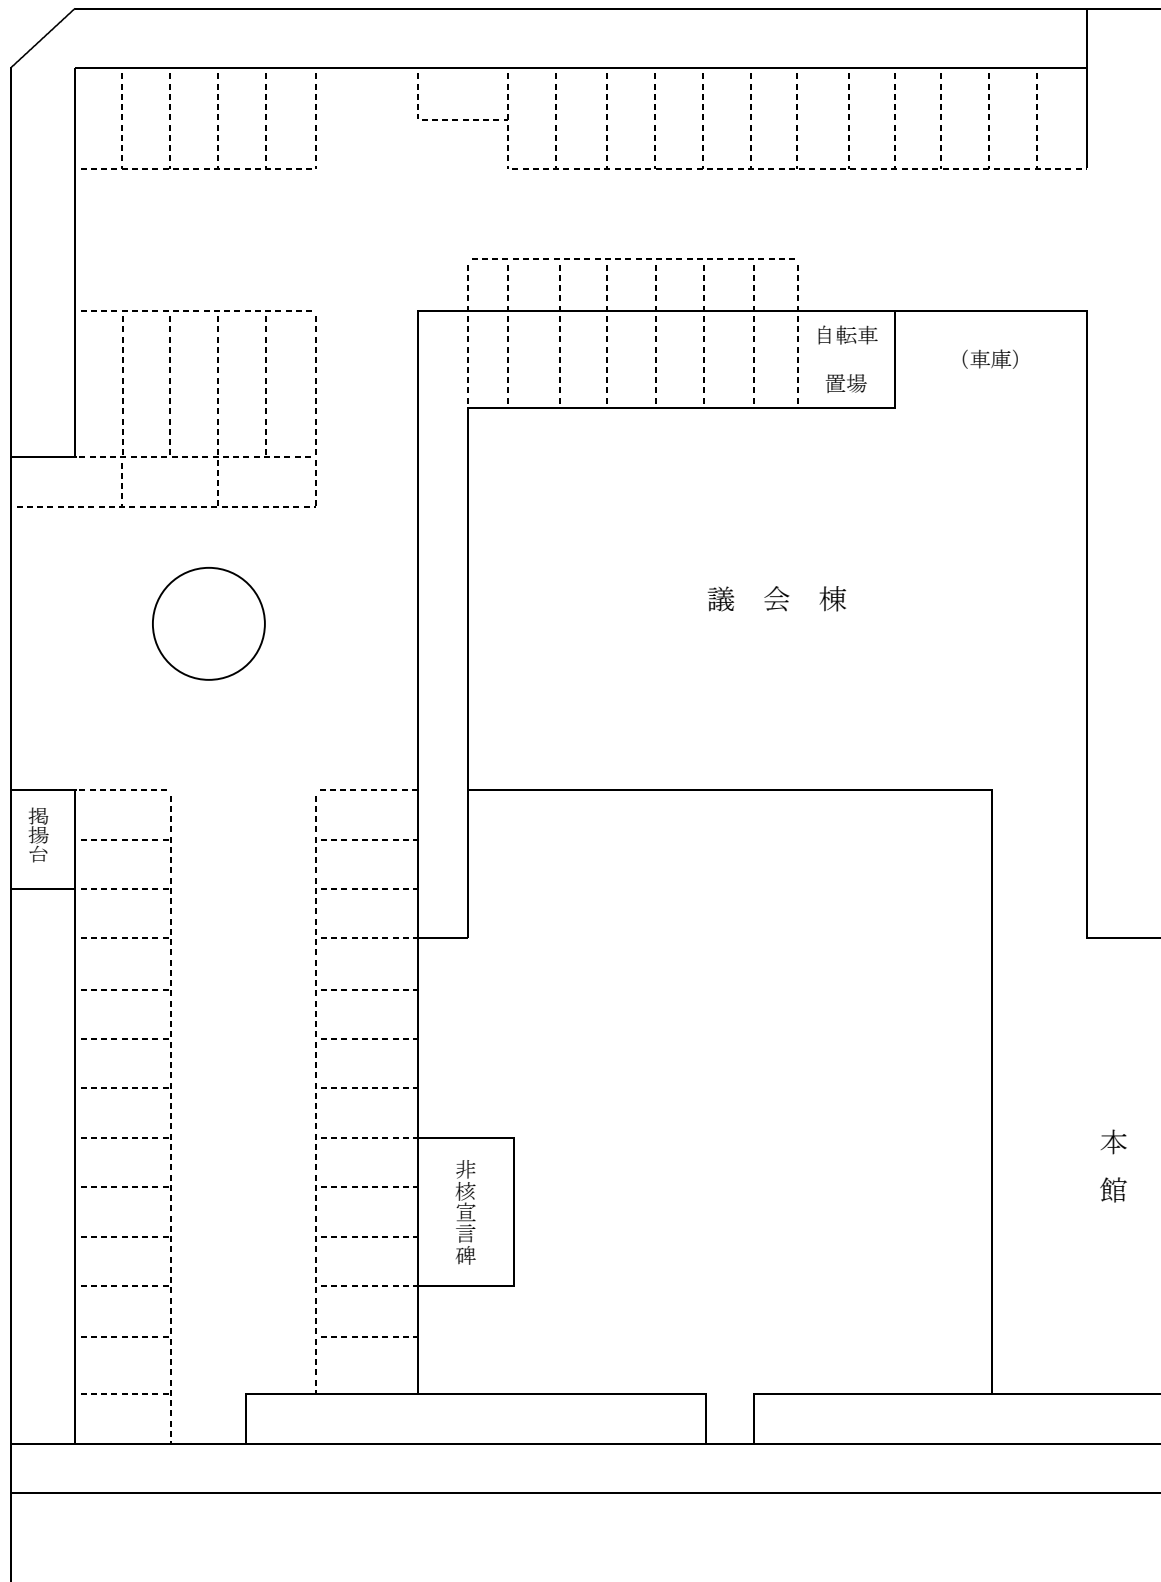 自転車
置場
（車庫）
議　会　棟
掲揚台
本館
非核宣言碑